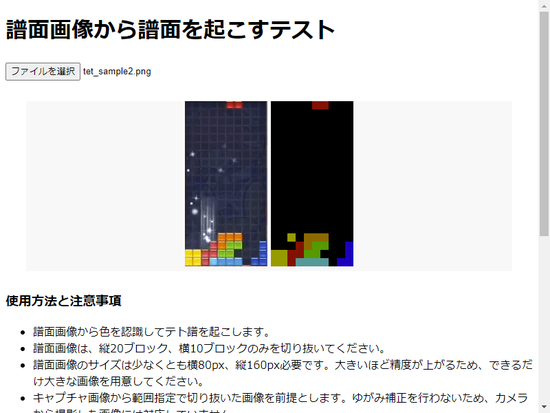 譜面画像から譜面を起こすテスト
ファイルを選択 tet_sample2.png
使用方法と注意事項
譜面画像から色を認識してテト譜を起こします。
譜面画像は、縦20ブロック、横10ブロックのみを切り抜いてください。
譜面画像のサイズは少なくとも横80px、縦160px必要です。大きいほど精度が上がるため、できるだ
け大きな画像を用意してください。
キャプチャ画像から範囲指定で切り抜いた画像を前提とします。ゆがみ補正を行わないため、カメラ